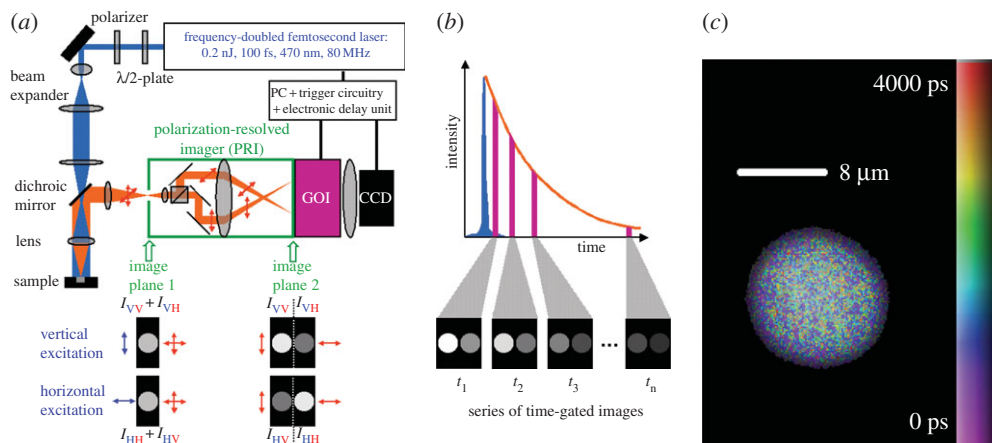 (a)
polarizer
frequency-doubled femtosecond laser:
0.2 nJ, 100 fs, 470 nm, 80 MHz
λ/2-plate
beam
expander
PC + trigger circuitry
+ electronic delay unit
polarization-resolved
imager (PRI)
dichroic
mirror
GOI
CCD
lens
sample
image
plane 1
image
plane 2
IVV + IVH
IVV IVH
vertical
excitation
horizontal
excitation
IHH + IHV
IHV IHH
(b)
intensity
time
...
t1
t2
t3
tn
series of time-gated images
(c)
4000 ps
8 µm
0 ps